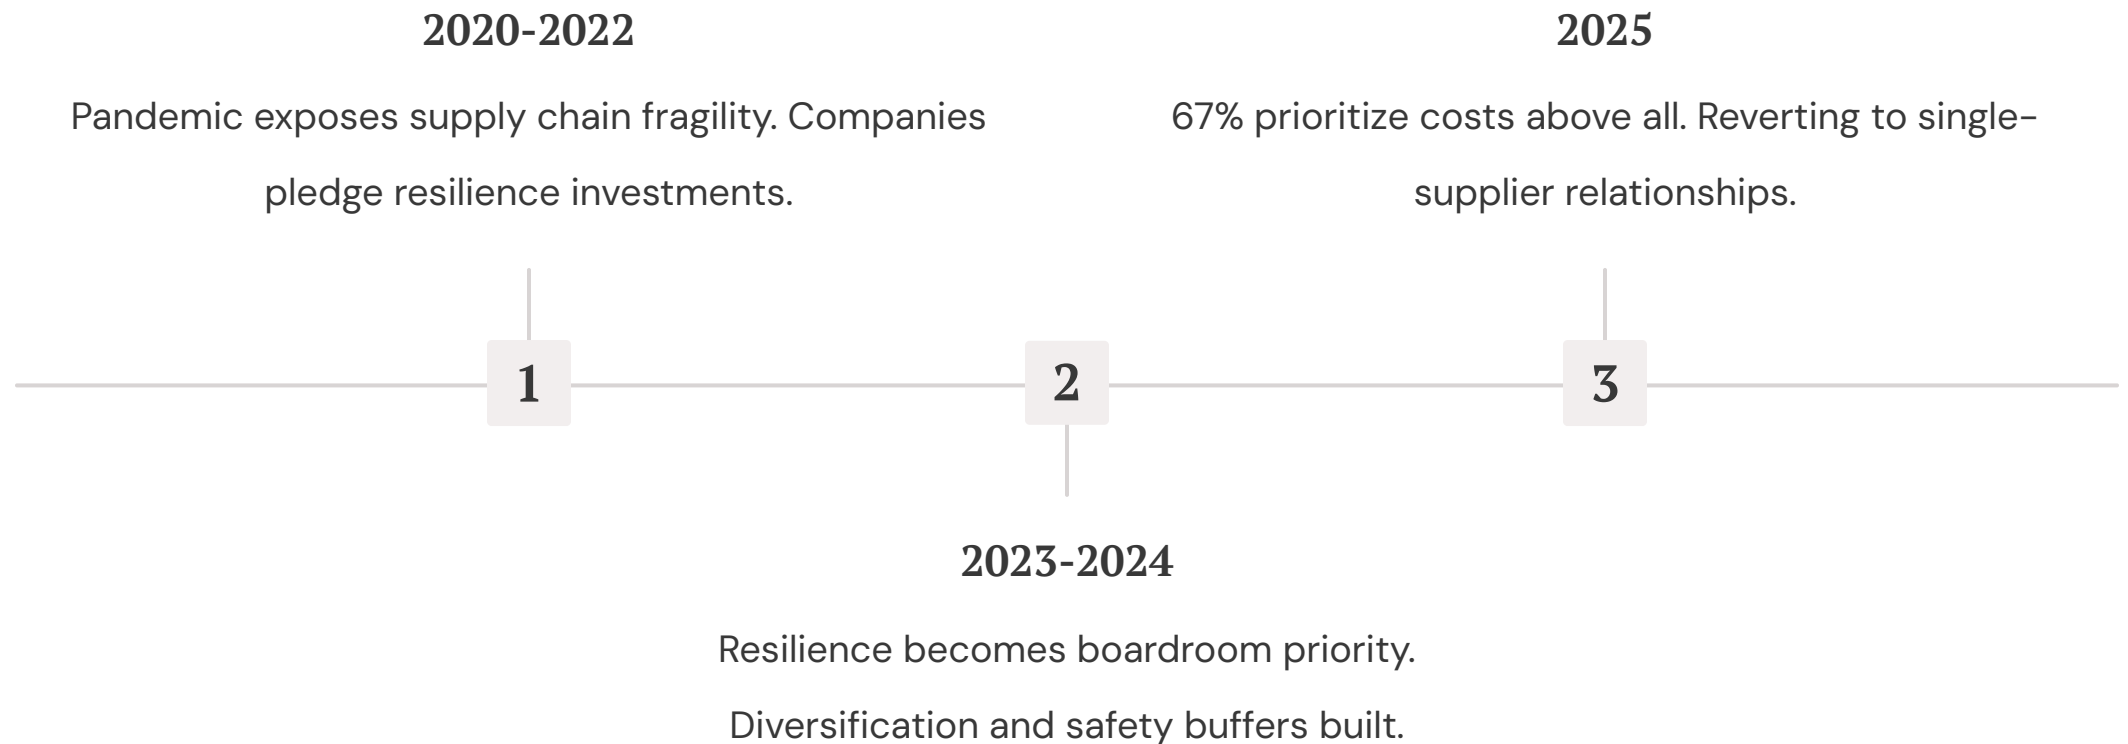 2020-2022
Pandemic exposes supply chain fragility. Companies
pledge resilience investments.
2025
67% prioritize costs above all. Reverting to single-
supplier relationships.
1
2
3
2023-2024
Resilience becomes boardroom priority.
Diversification and safety buffers built.